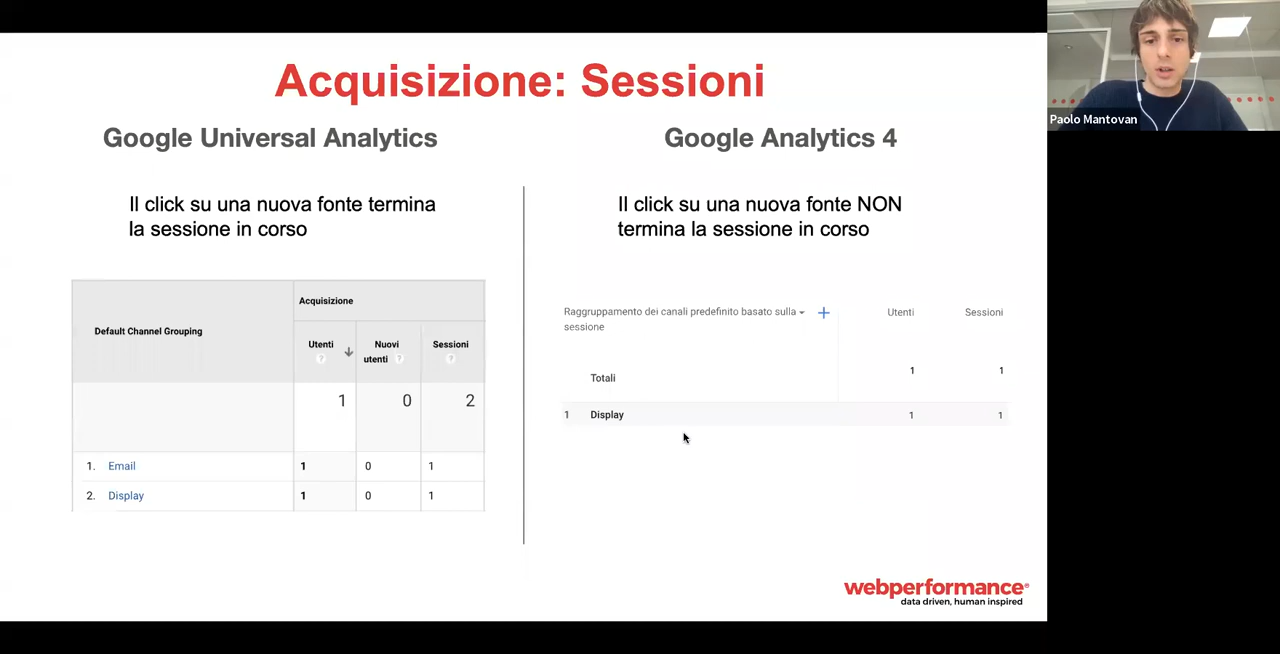 Acquisizione: Sessioni
Google Universal Analytics
Il click su una nuova fonte termina
la sessione in corso
Default Channel Grouping
Acquisizione
Utenti
?
Nuovi
utenti ?
Sessioni
?
1 0 2
1. Email 1 0 1
2. Display 1 0 1
Google Analytics 4
Il click su una nuova fonte NON
termina la sessione in corso
Raggruppamento dei canali predefinito basato sulla
sessione
+
Utenti
Sessioni
Totali 1 1
1 Display 1 1
webperformance®
data driven, human inspired
Paolo Mantovan